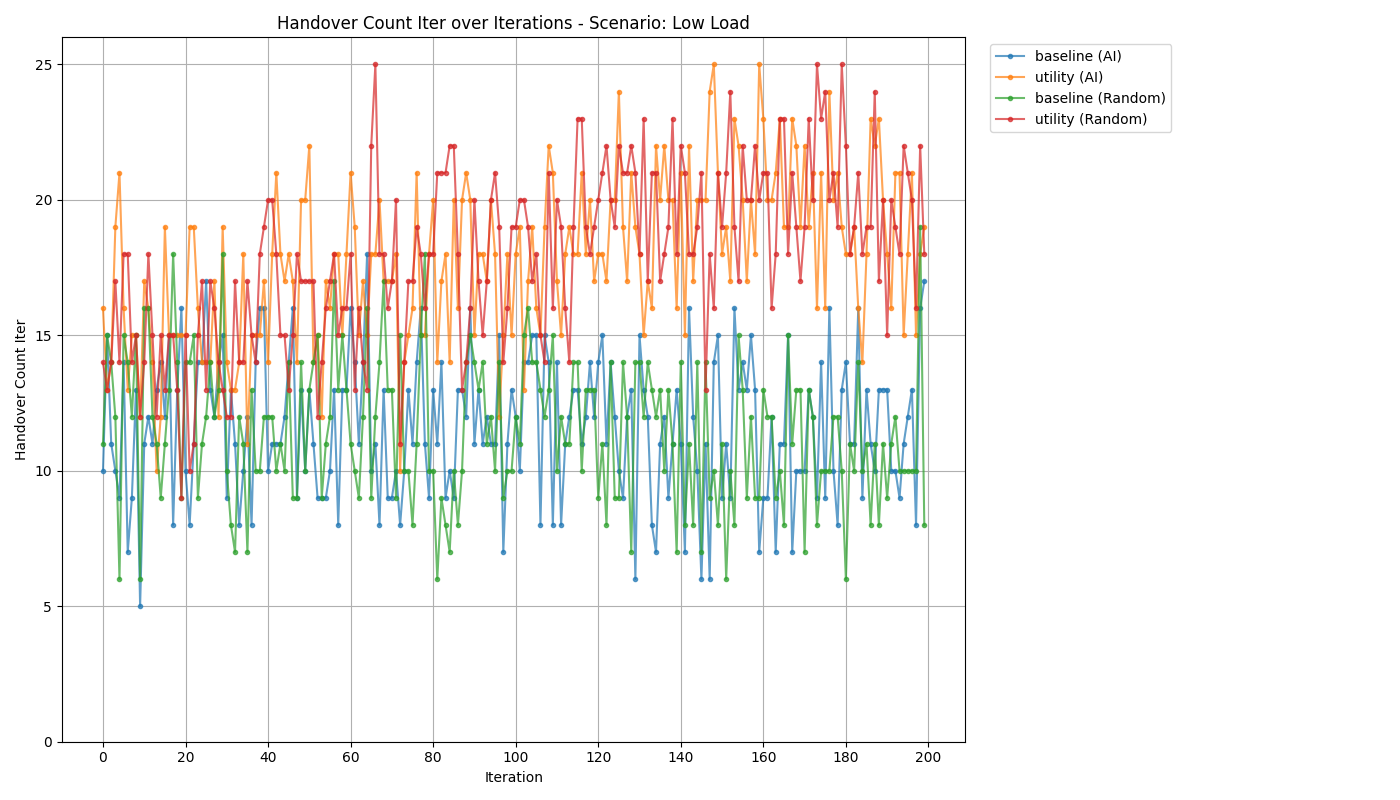 Handover Count Iter over Iterations - Scenario: Low Load
baseline (AI)
utility (AI)
baseline (Random)
utility (Random)
Handover Count Iter
25
20
15
10
5
0
0 20 40 60 80 100 120 140 160 180 200
Iteration